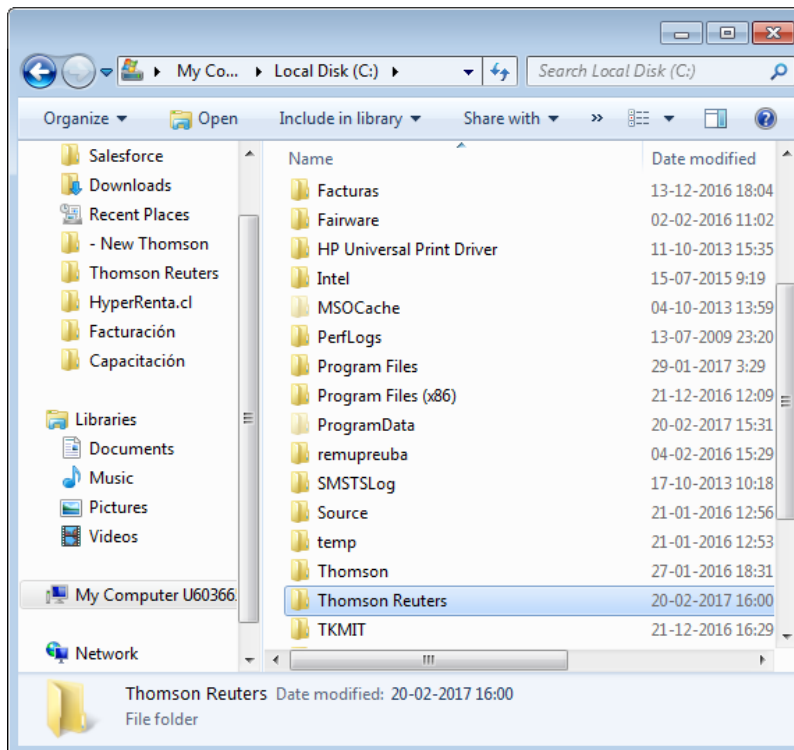 My Co... Local Disk (C:) Search Local Disk (C:)
Organize Open Include in library Share with »
Salesforce
Downloads
Recent Places
- New Thomson
Thomson Reuters
HyperRenta.cl
Facturación
Capacitación
Libraries
Documents
Music
Pictures
Videos
My Computer U60366
Network
Name Date modified
Facturas 13-12-2016 18:04
Fairware 02-02-2016 11:02
HP Universal Print Driver 11-10-2013 15:35
Intel 15-07-2015 9:19
MSOCache 04-10-2013 13:59
PerfLogs 13-07-2009 23:20
Program Files 29-01-2017 3:29
Program Files (x86) 21-12-2016 12:09
ProgramData 20-02-2017 15:31
remupreuba 04-02-2016 15:29
SMSTSLog 17-10-2013 10:18
Source 21-01-2016 12:56
temp 21-01-2016 12:53
Thomson 27-01-2016 18:31
Thomson Reuters 20-02-2017 16:00
TKMIT 21-12-2016 16:29
Thomson Reuters Date modified: 20-02-2017 16:00
File folder